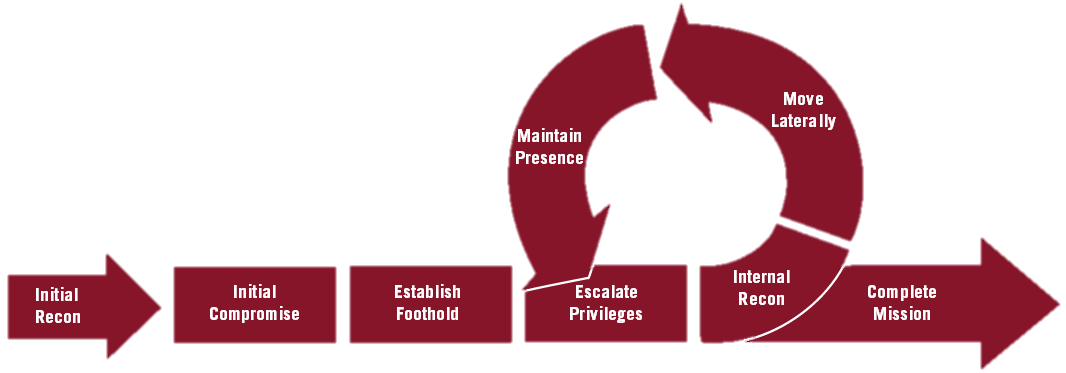 Initial
Recon
Initial
Compromise
Establish
Foothold
Escalate
Privileges
Internal
Recon
Move
Laterally
Maintain
Presence
Complete
Mission